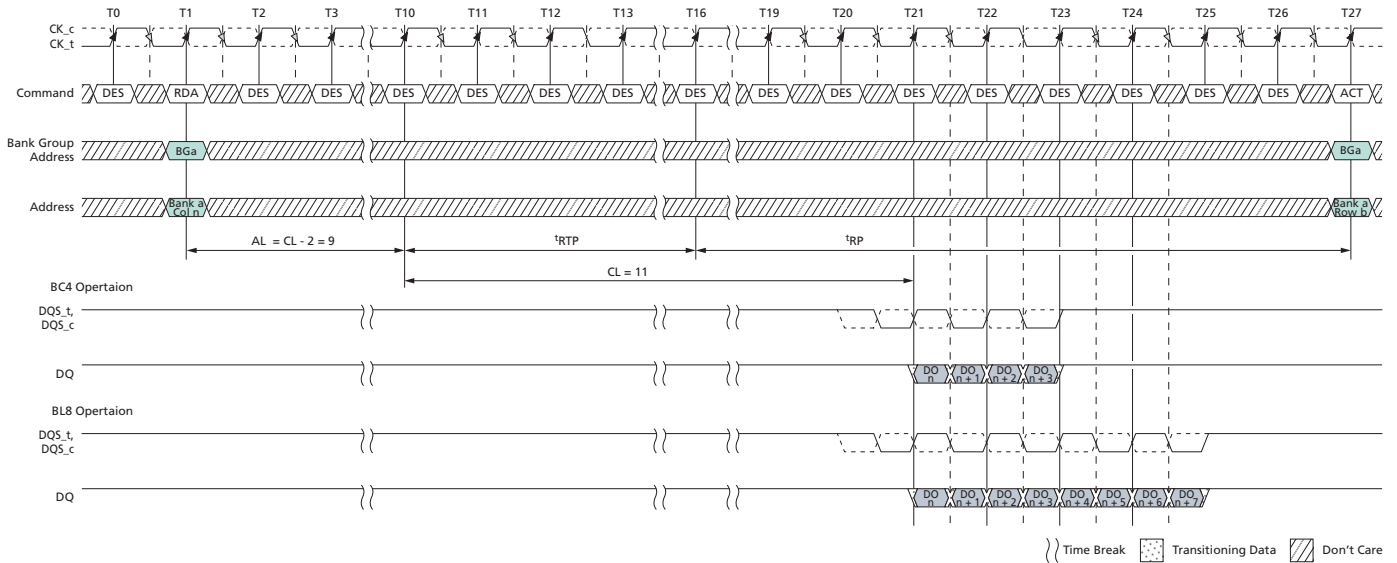 T0 T1 T2 T3 T10 T11 T12 T13 T16 T19 T20 T21 T22 T23 T24 T25 T26 T27
CK_c
CK_t
Command DES RDA DES DES DES DES DES DES DES DES DES DES DES DES DES DES DES ACT
Bank Group
Address
BGa BGa
Address
Bank a
Col n
Bank a
Row b
AL = CL - 2 = 9 tRTP tRP
CL = 11
BC4 Opertaion
DQS_t,
DQS_c
DQ
DO
n
DO
n + 1
DO
n + 2
DO
n + 3
BL8 Opertaion
DQS_t,
DQS_c
DQ
DO
n
DO
n + 1
DO
n + 2
DO
n + 3
DO
n + 4
DO
n + 5
DO
n + 6
DO
n + 7
Time Break Transitioning Data Don't Care